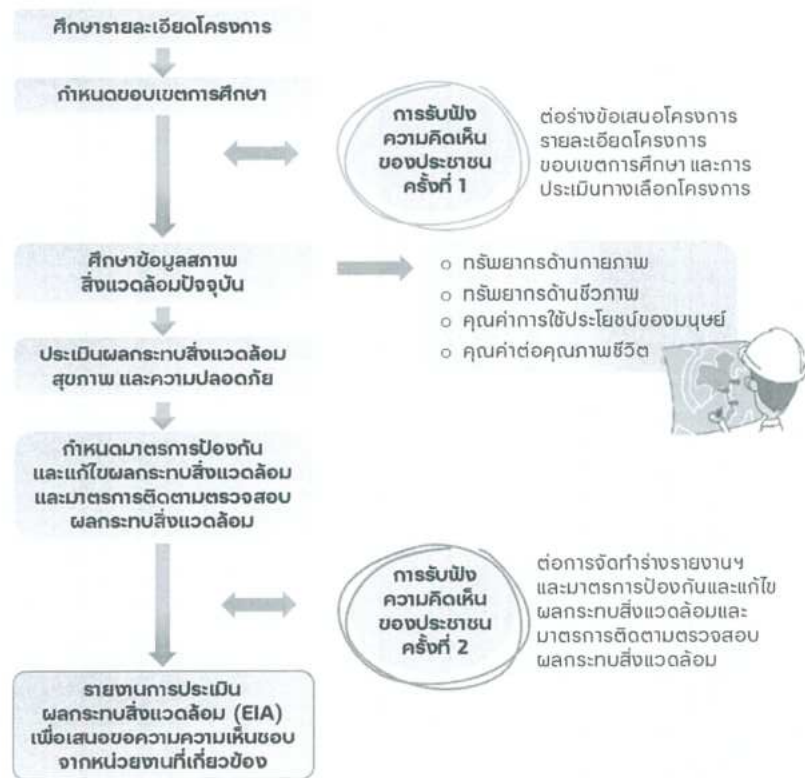 ศึกษารายละเอียดโครงการ
กำหนดขอบเขตการศึกษา
การรับฟัง
ความคิดเห็น
ของประชาชน
ครั้งที่ 1
ต่อร่างข้อเสนอโครงการ
รายละเอียดโครงการ
ขอบเขตการศึกษา และการ
ประเมินทางเลือกโครงการ
ศึกษาข้อมูลสภาพ
สิ่งแวดล้อมปัจจุบัน
○ ทรัพยากรด้านกายภาพ
○ ทรัพยากรด้านชีวภาพ
○ คุณค่าการใช้ประโยชน์ของมนุษย์
○ คุณค่าต่อคุณภาพชีวิต
ประเมินผลกระทบสิ่งแวดล้อม
สุขภาพ และความปลอดภัย
กำหนดมาตรการป้องกัน
และแก้ไขผลกระทบสิ่งแวดล้อม
และมาตรการติดตามตรวจสอบ
ผลกระทบสิ่งแวดล้อม
การรับฟัง
ความคิดเห็น
ของประชาชน
ครั้งที่ 2
ต่อการจัดทำร่างรายงานฯ
และมาตรการป้องกันและแก้ไข
ผลกระทบสิ่งแวดล้อมและ
มาตรการติดตามตรวจสอบ
ผลกระทบสิ่งแวดล้อม
รายงานการประเมิน
ผลกระทบสิ่งแวดล้อม (EIA)
เพื่อเสนอขอความความเห็นชอบ
จากหน่วยงานที่เกี่ยวข้อง